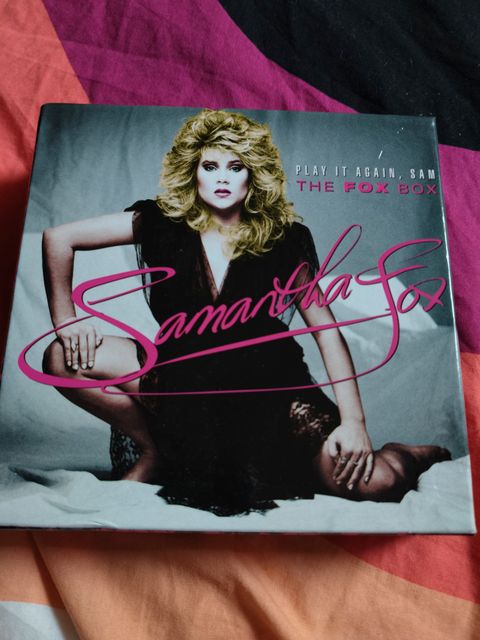 PLAY IT AGAIN, SAM
THE FOX BOX
Samantha Fox